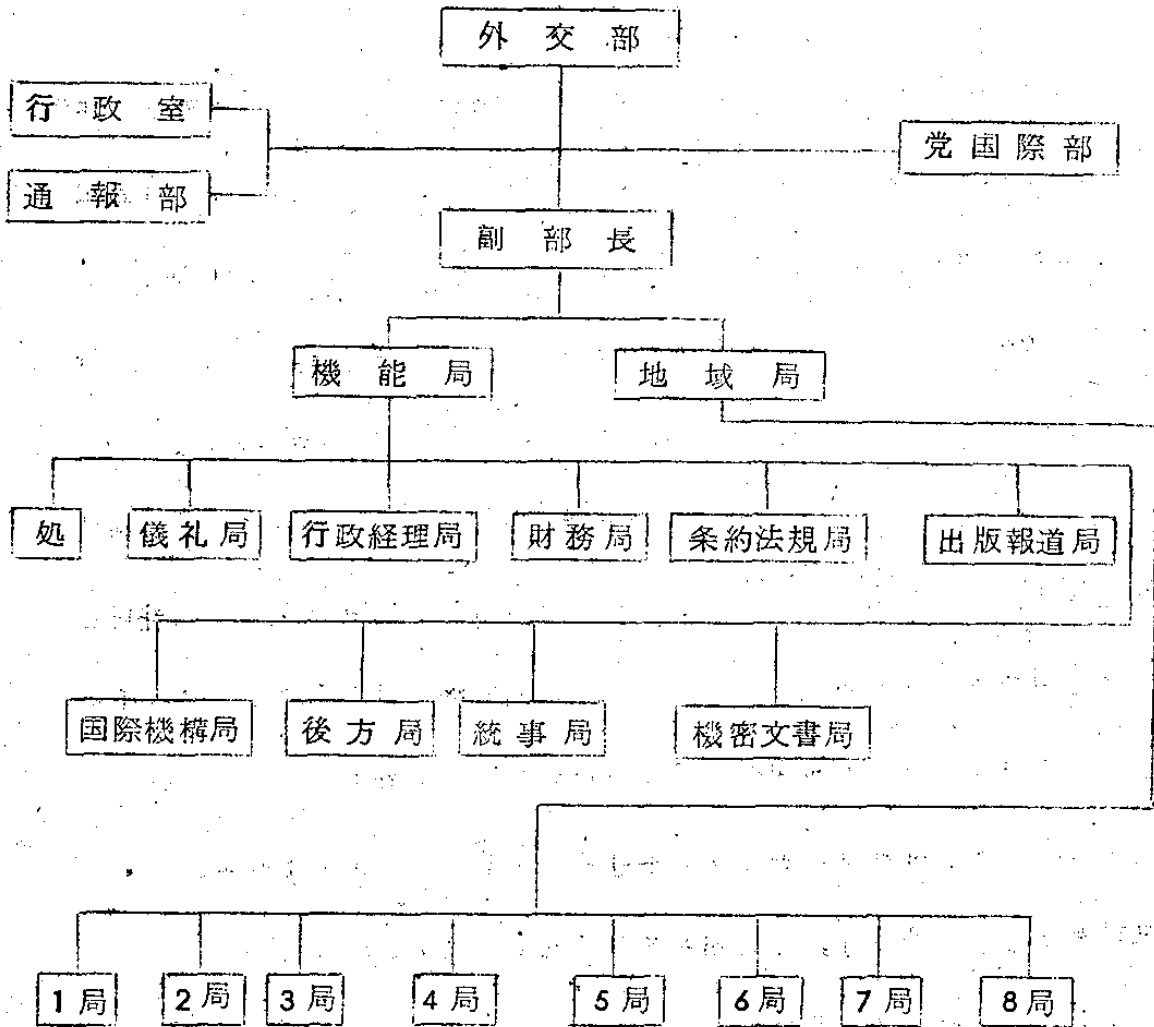 外交部
行政室
党国際部
通報部
副部長
機能局
地域局
処
儀礼局
行政経理局
財務局
条約法規局
出版報道局
国際機構局
後方局
統事局
機密文書局
1局
2局
3局
4局
5局
6局
7局
8局